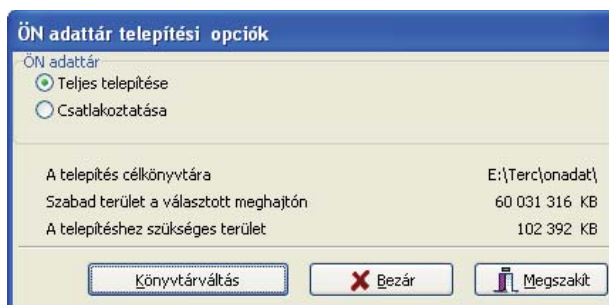 ÖN adattár telepítési opciók
ÖN adattár
Teljes telepítése
Csatlakoztatása
A telepítés célkönyvtára E:\Terc\onadat\
Szabad terület a választott meghajtón 60 031 316 KB
A telepítéshez szükséges terület 102 392 KB
Könyvtárváltás Bezár Megszakít